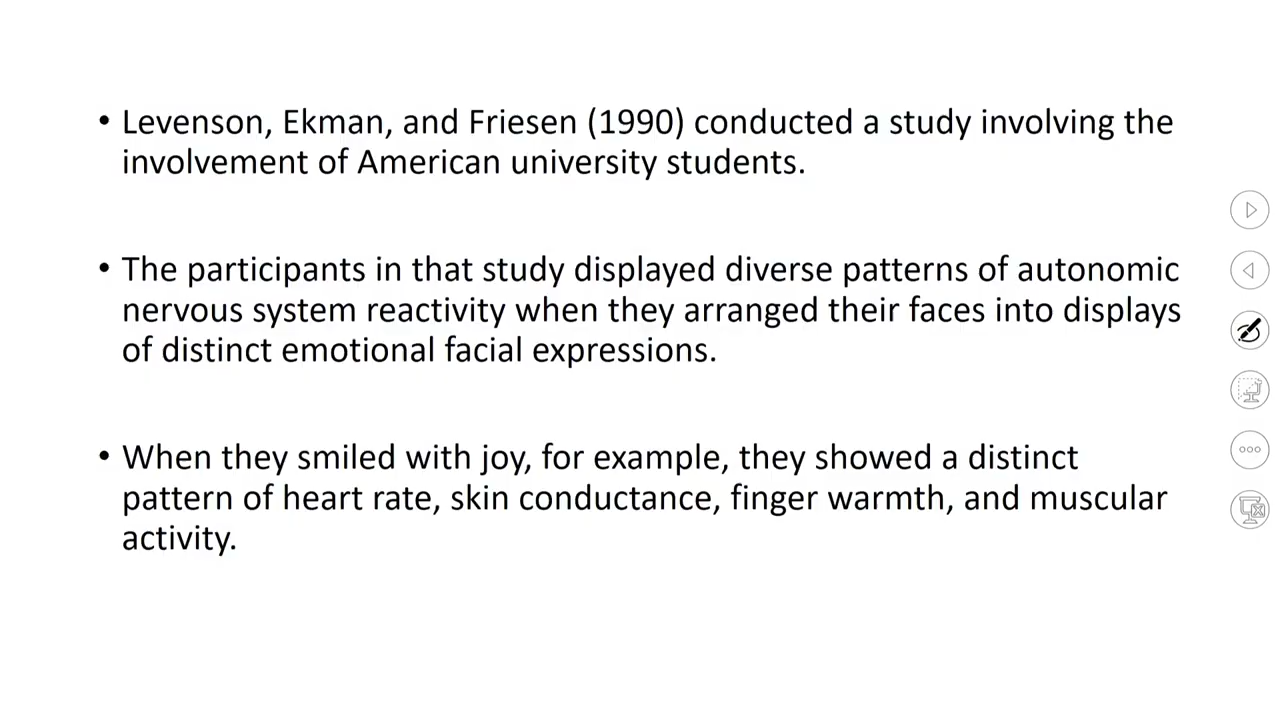 • Levenson, Ekman, and Friesen (1990) conducted a study involving the
involvement of American university students.
• The participants in that study displayed diverse patterns of autonomic
nervous system reactivity when they arranged their faces into displays
of distinct emotional facial expressions.
• When they smiled with joy, for example, they showed a distinct
pattern of heart rate, skin conductance, finger warmth, and muscular
activity.